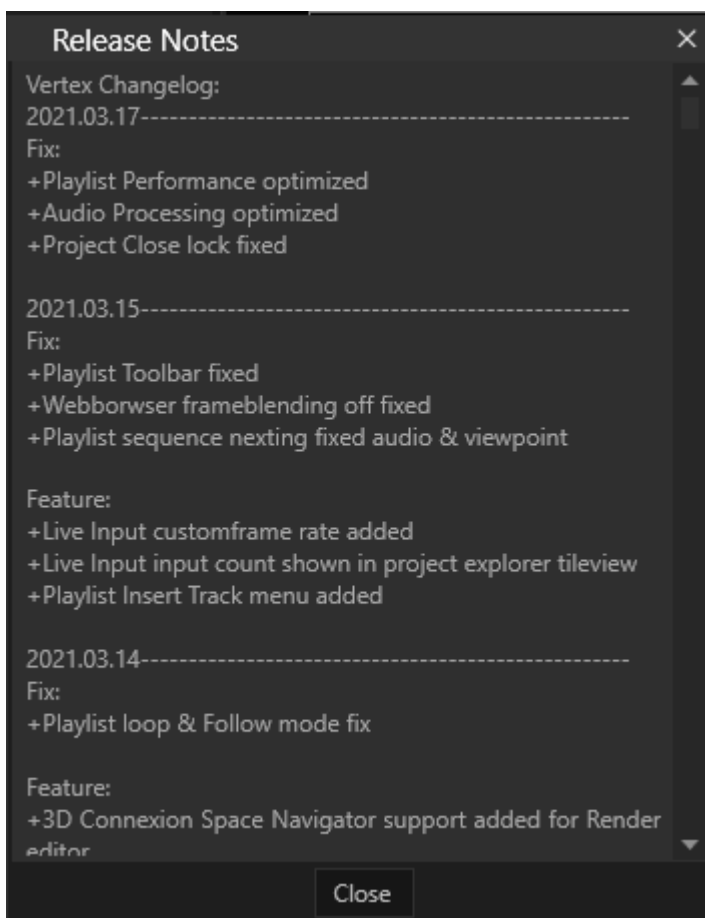 Release Notes
Vertex Changelog:
2021.03.17---------------------------------------------------
Fix:
+Playlist Performance optimized
+Audio Processing optimized
+Project Close lock fixed
2021.03.15---------------------------------------------------
Fix:
+Playlist Toolbar fixed
+Webborwser frameblending off fixed
+Playlist sequence nexting fixed audio & viewpoint
Feature:
+Live Input customframe rate added
+Live Input input count shown in project explorer tileview
+Playlist Insert Track menu added
2021.03.14---------------------------------------------------
Fix:
+Playlist loop & Follow mode fix
Feature:
+3D Connexion Space Navigator support added for Render
editor
Close